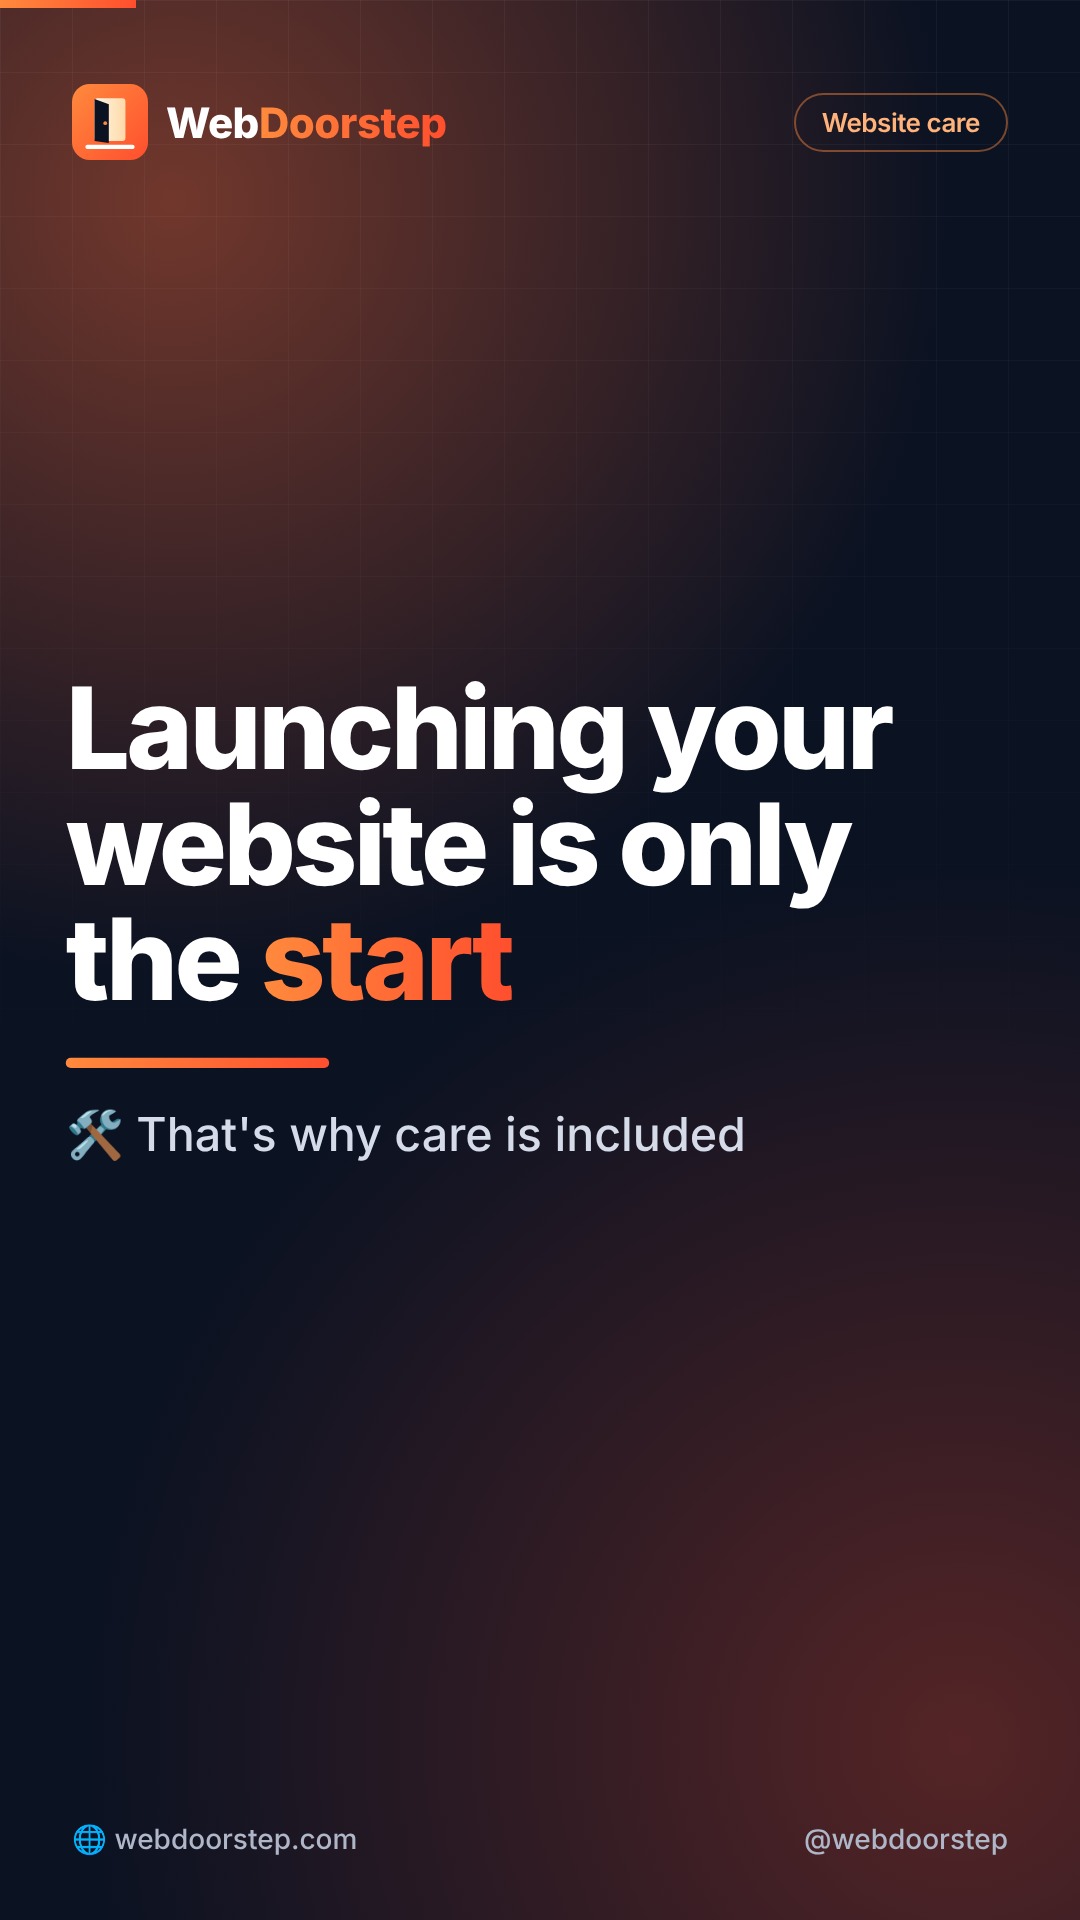 WebDoorstep
Website care
Launching your
website is only
the start
🛠️ That's why care is included
🌐 webdoorstep.com
@webdoorstep